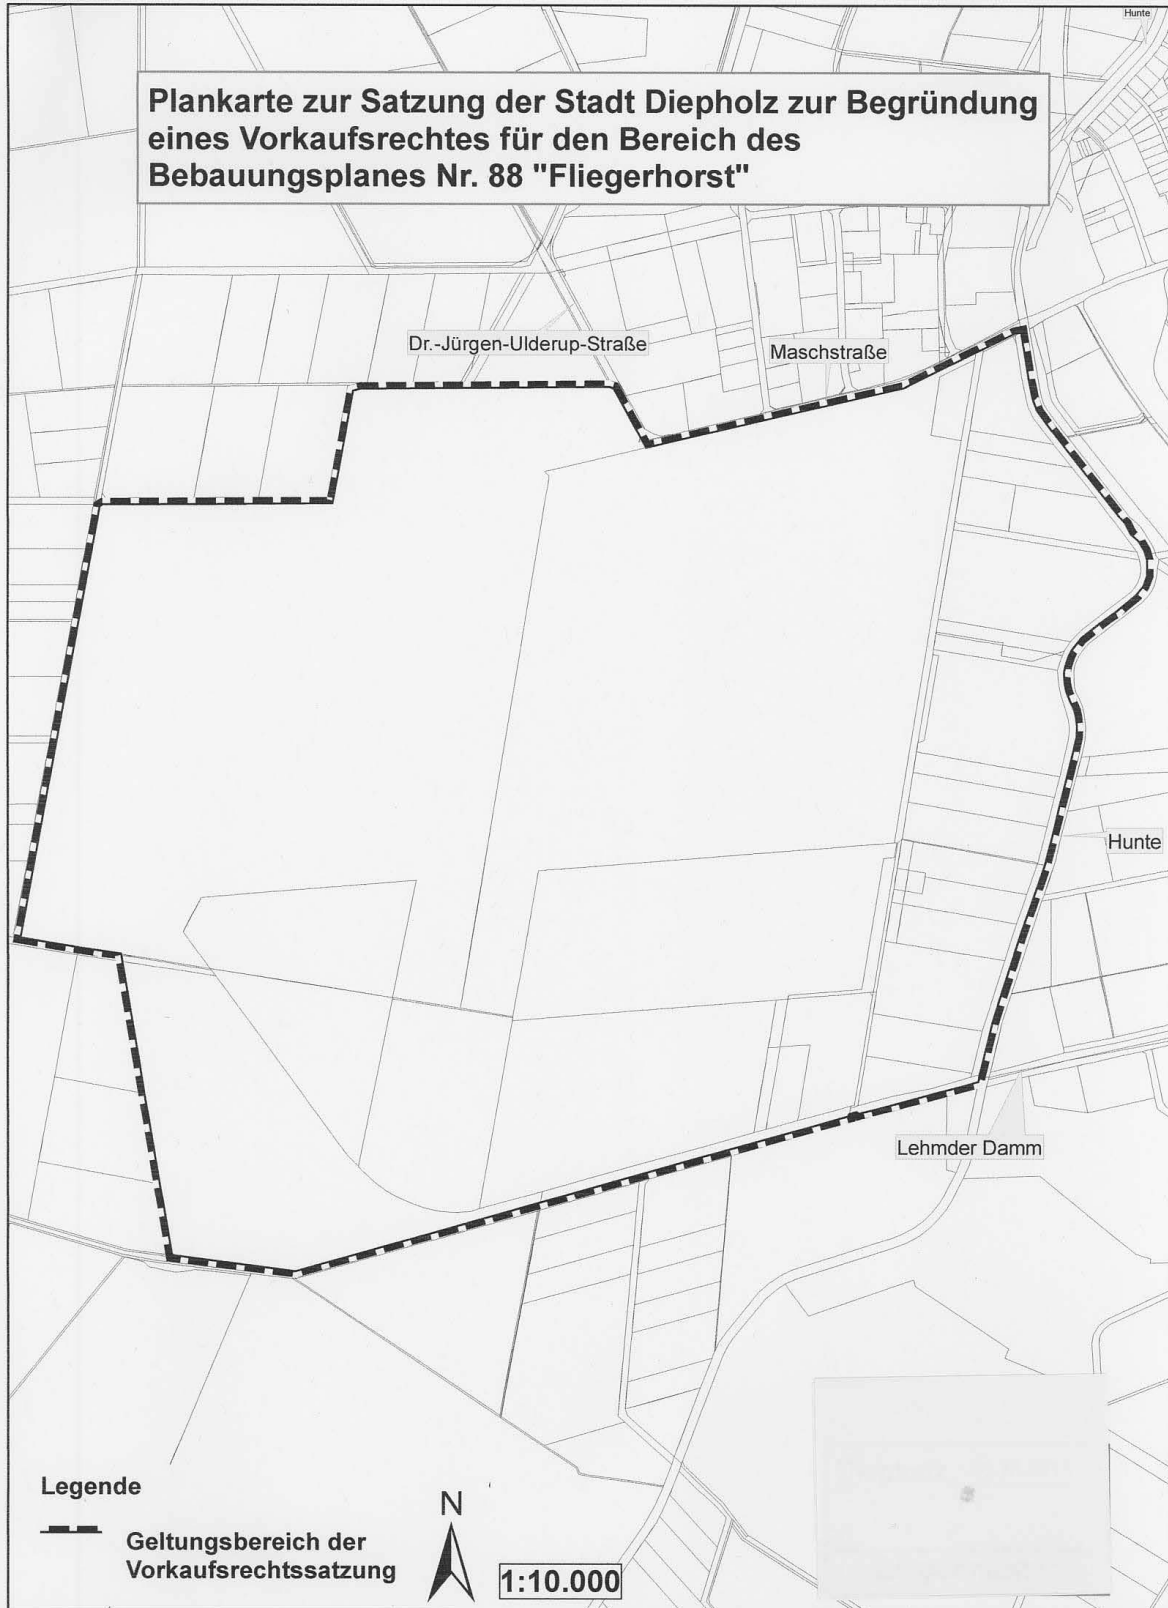 Hunte
Plankarte zur Satzung der Stadt Diepholz zur Begründung
eines Vorkaufsrechtes für den Bereich des
Bebauungsplanes Nr. 88 "Fliegerhorst"
Dr.-Jürgen-Ulderup-Straße
Maschstraße
Hunte
Lehmder Damm
Legende
Geltungsbereich der
Vorkaufsrechtssatzung
N
1:10.000